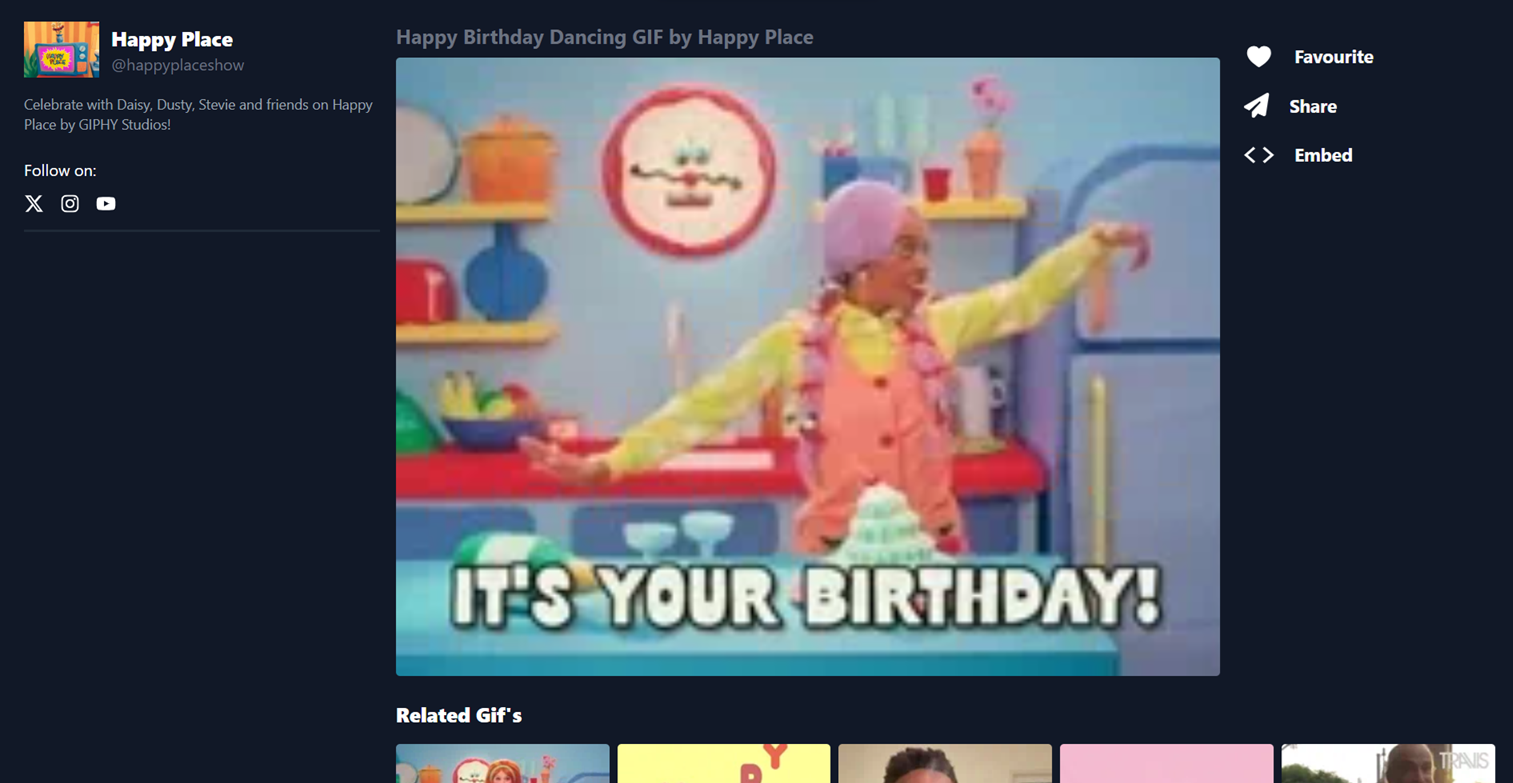 Happy Place
@happyplaceshow
Celebrate with Daisy, Dusty, Stevie and friends on Happy
Place by GIPHY Studios!
Follow on:
Happy Birthday Dancing GIF by Happy Place
IT'S YOUR BIRTHDAY!
Favourite
Share
Embed
Related Gif's
Y
TRAVIS